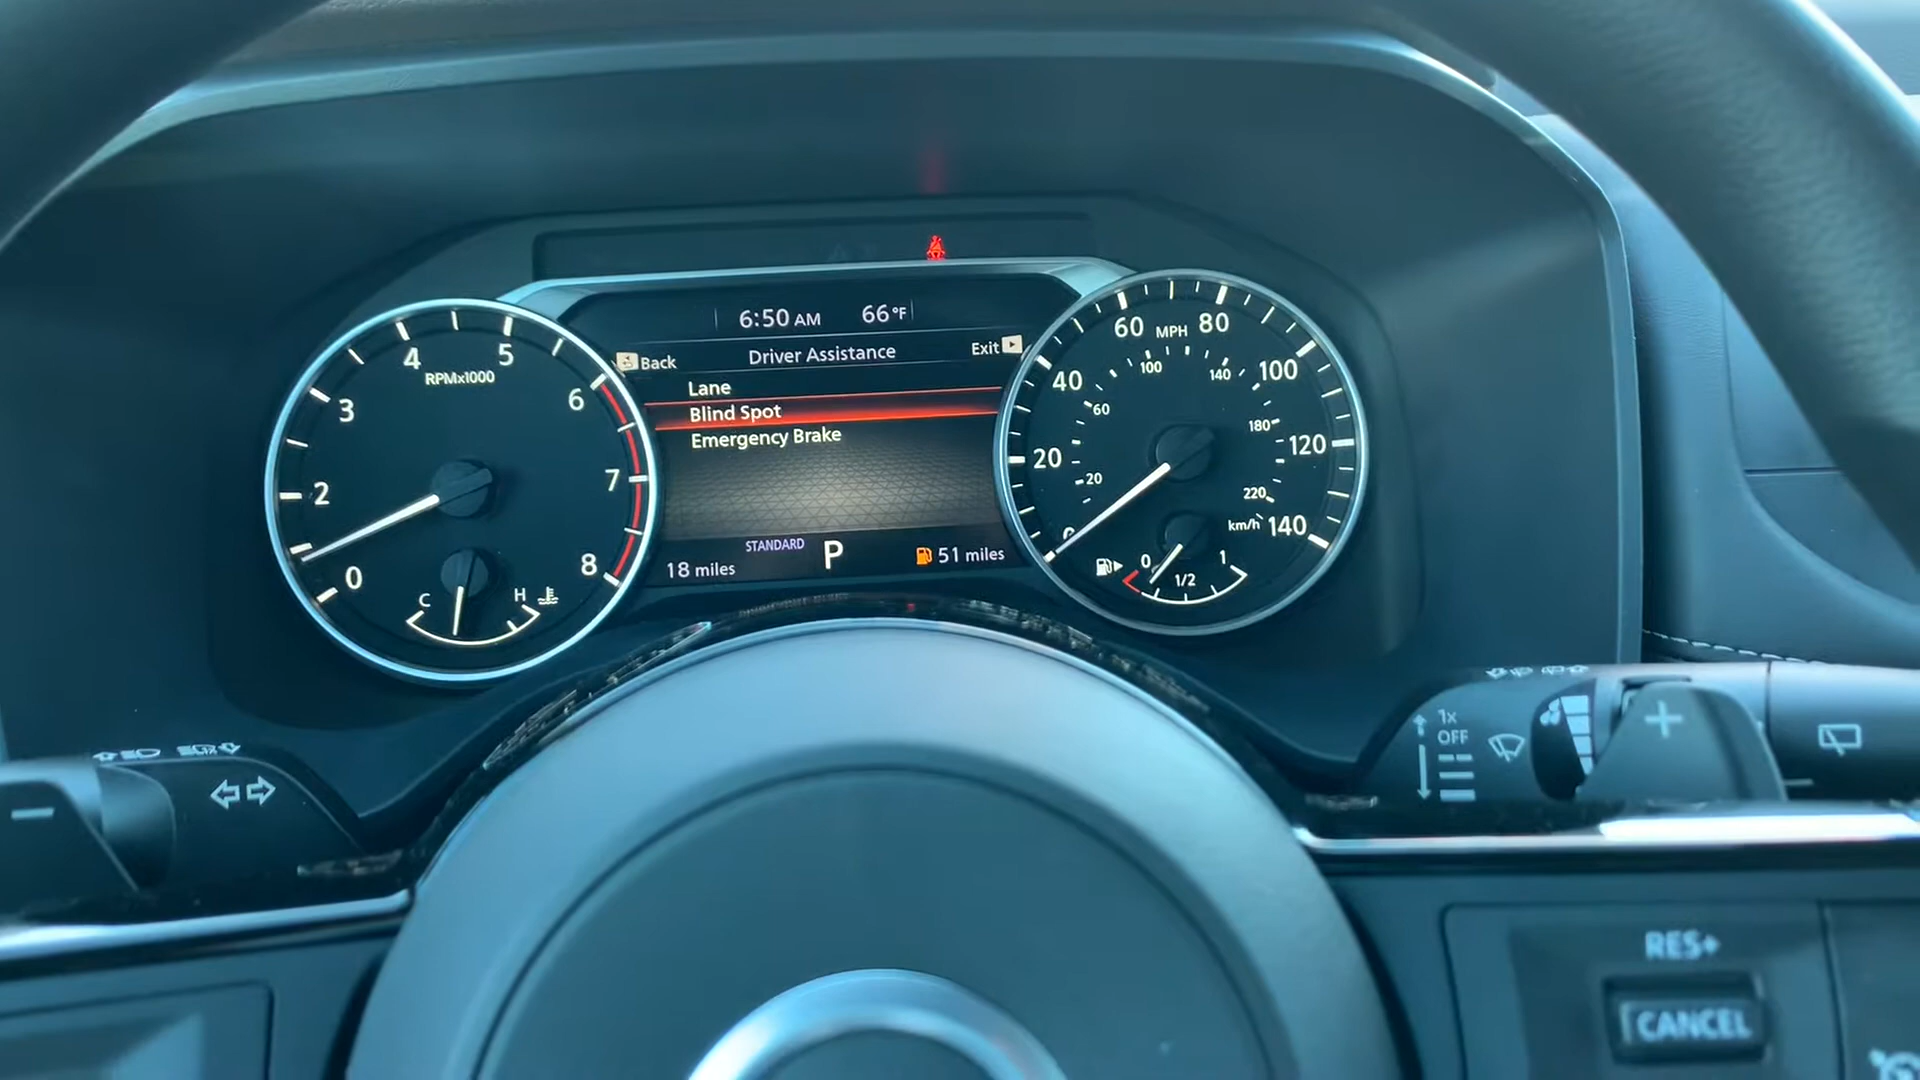 6:50 AM 66°F
Back Driver Assistance Exit
Lane
Blind Spot
Emergency Brake
18 miles STANDARD P 51 miles
RPMx1000
0
2
3
4
5
6
7
8
C H
MPH
0
20
40
60
80
100
120
140
20
60
100
140
180
220
km/h
0 1/2 1
1x
OFF
RES+
CANCEL